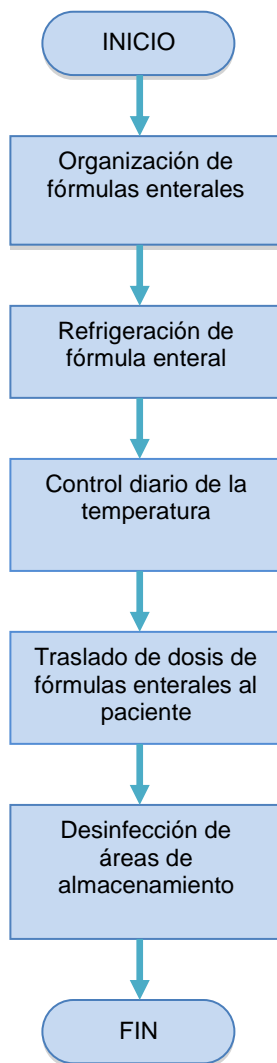 INICIO
Organización de
fórmulas enterales
Refrigeración de
fórmula enteral
Control diario de la
temperatura
Traslado de dosis de
fórmulas enterales al
paciente
Desinfección de
áreas de
almacenamiento
FIN